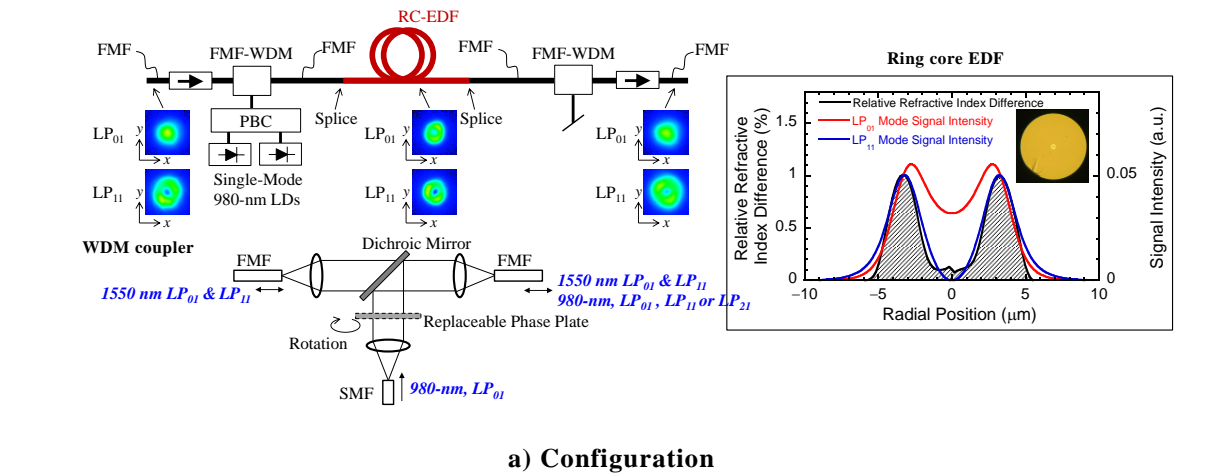 RC-EDF
FMF
FMF-WDM
FMF
FMF
FMF-WDM
FMF
PBC
Splice
Splice
LP01
y
x
LP01
y
x
LP01
y
x
Single-Mode
980-nm LDs
LP11
y
x
LP11
y
x
LP11
y
x
WDM coupler
Dichroic Mirror
FMF
FMF
1550 nm LP01 & LP11
1550 nm LP01 & LP11
980-nm, LP01 , LP11 or LP21
Replaceable Phase Plate
Rotation
SMF
980-nm, LP01
Ring core EDF
Relative Refractive Index Difference
LP01 Mode Signal Intensity
LP11 Mode Signal Intensity
Relative Refractive
Index Difference (%)
1.5
1
0.5
0
0.05
0
Signal Intensity (a.u.)
−10
−5
0
5
10
Radial Position (μm)
a) Configuration